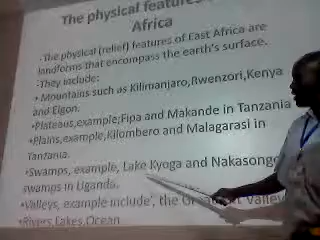 The physical features
Africa
-The physical (relief) features of East Africa are
landforms that encompass the earth's surface.
-They include:
•Mountains such as Kilimanjaro,Rwenzori,Kenya
and Elgon.
•Plateaus,example;Fipa and Makande in Tanzania
•Plains,example,Kilombero and Malagarasi in
Tanzania.
•Swamps, example, Lake Kyoga and Nakasongo
swamps in Uganda.
•Valleys, example include', the Great Valley
•Rivers,Lakes,Ocean